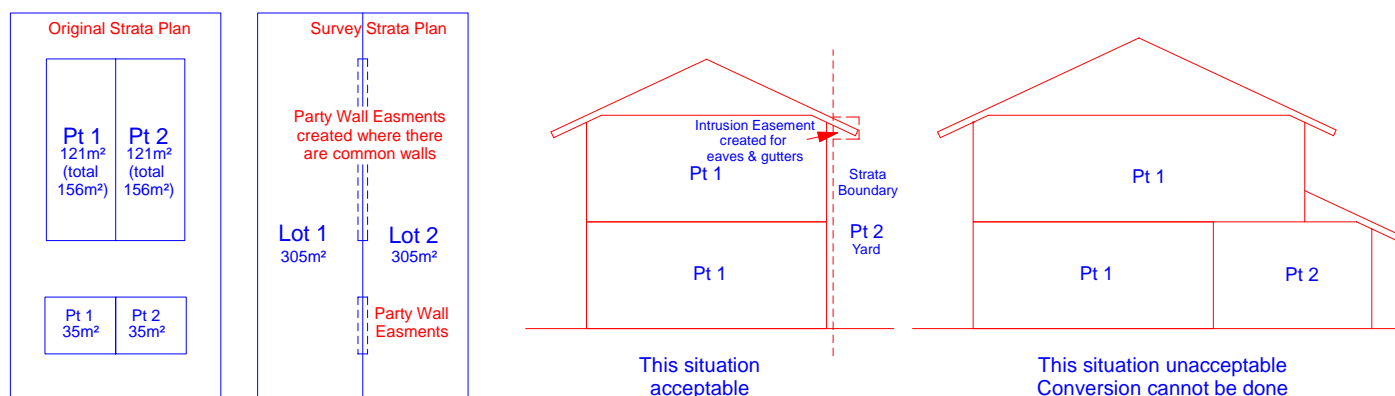 Original Strata Plan
Pt 1
121m²
(total
156m²)
Pt 2
121m²
(total
156m²)
Pt 1
35m²
Pt 2
35m²
Survey Strata Plan
Party Wall Easments
created where there
are common walls
Lot 1
305m²
Lot 2
305m²
Party Wall
Easments
Intrusion Easement
created for
eaves & gutters
Pt 1
Strata
Boundary
Pt 2
Yard
Pt 1
This situation
acceptable
Pt 1
Pt 1
Pt 2
This situation unacceptable
Conversion cannot be done